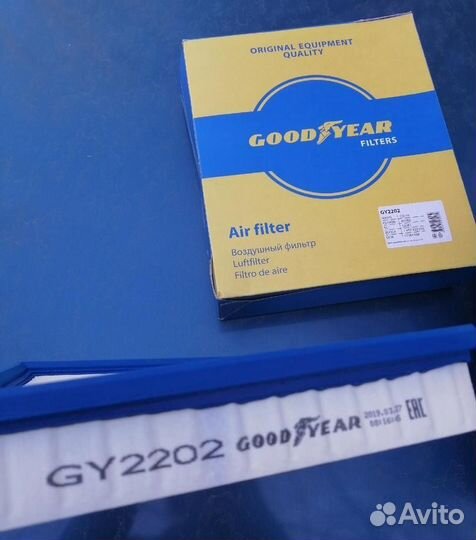 ORIGINAL EQUIPMENT
QUALITY
GOODYEAR
FILTERS
GY2202
Air filter
Воздушный фильтр
Luftfilter
Filtro de aire
GY2202 GOODYEAR 2019.03.27 EAC
Avito